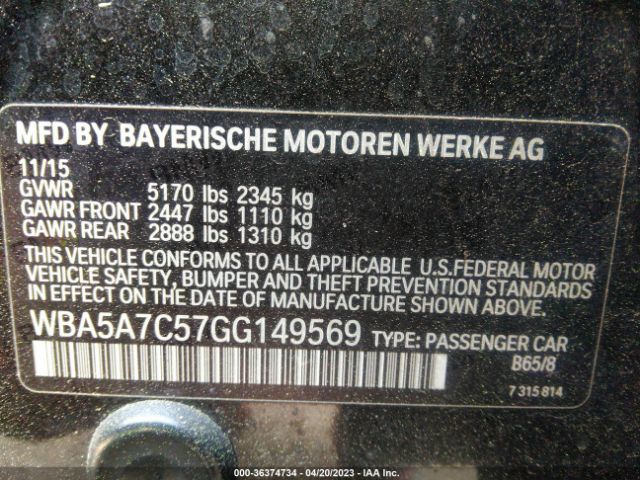 MFD BY BAYERISCHE MOTOREN WERKE AG
11/15
GVWR 5170 lbs 2345 kg
GAWR FRONT 2447 lbs 1110 kg
GAWR REAR 2888 lbs 1310 kg
THIS VEHICLE CONFORMS TO ALL APPLICABLE U.S.FEDERAL MOTOR
VEHICLE SAFETY, BUMPER AND THEFT PREVENTION STANDARDS
IN EFFECT ON THE DATE OF MANUFACTURE SHOWN ABOVE.
WBA5A7C57GG149569 TYPE: PASSENGER CAR
B65/8
7 315 814
000-36374734 - 04/20/2023 - IAA Inc.